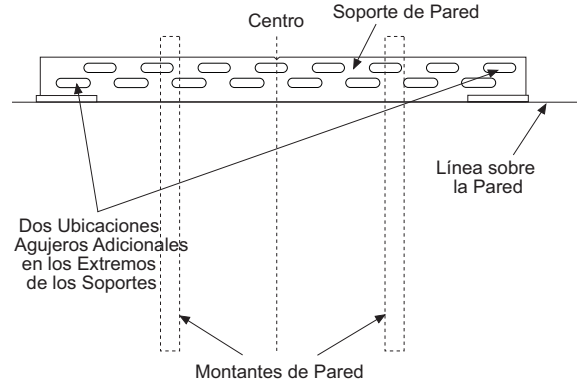 Soporte de Pared
Centro
Línea sobre
la Pared
Dos Ubicaciones
Agujeros Adicionales
en los Extremos
de los Soportes
Montantes de Pared